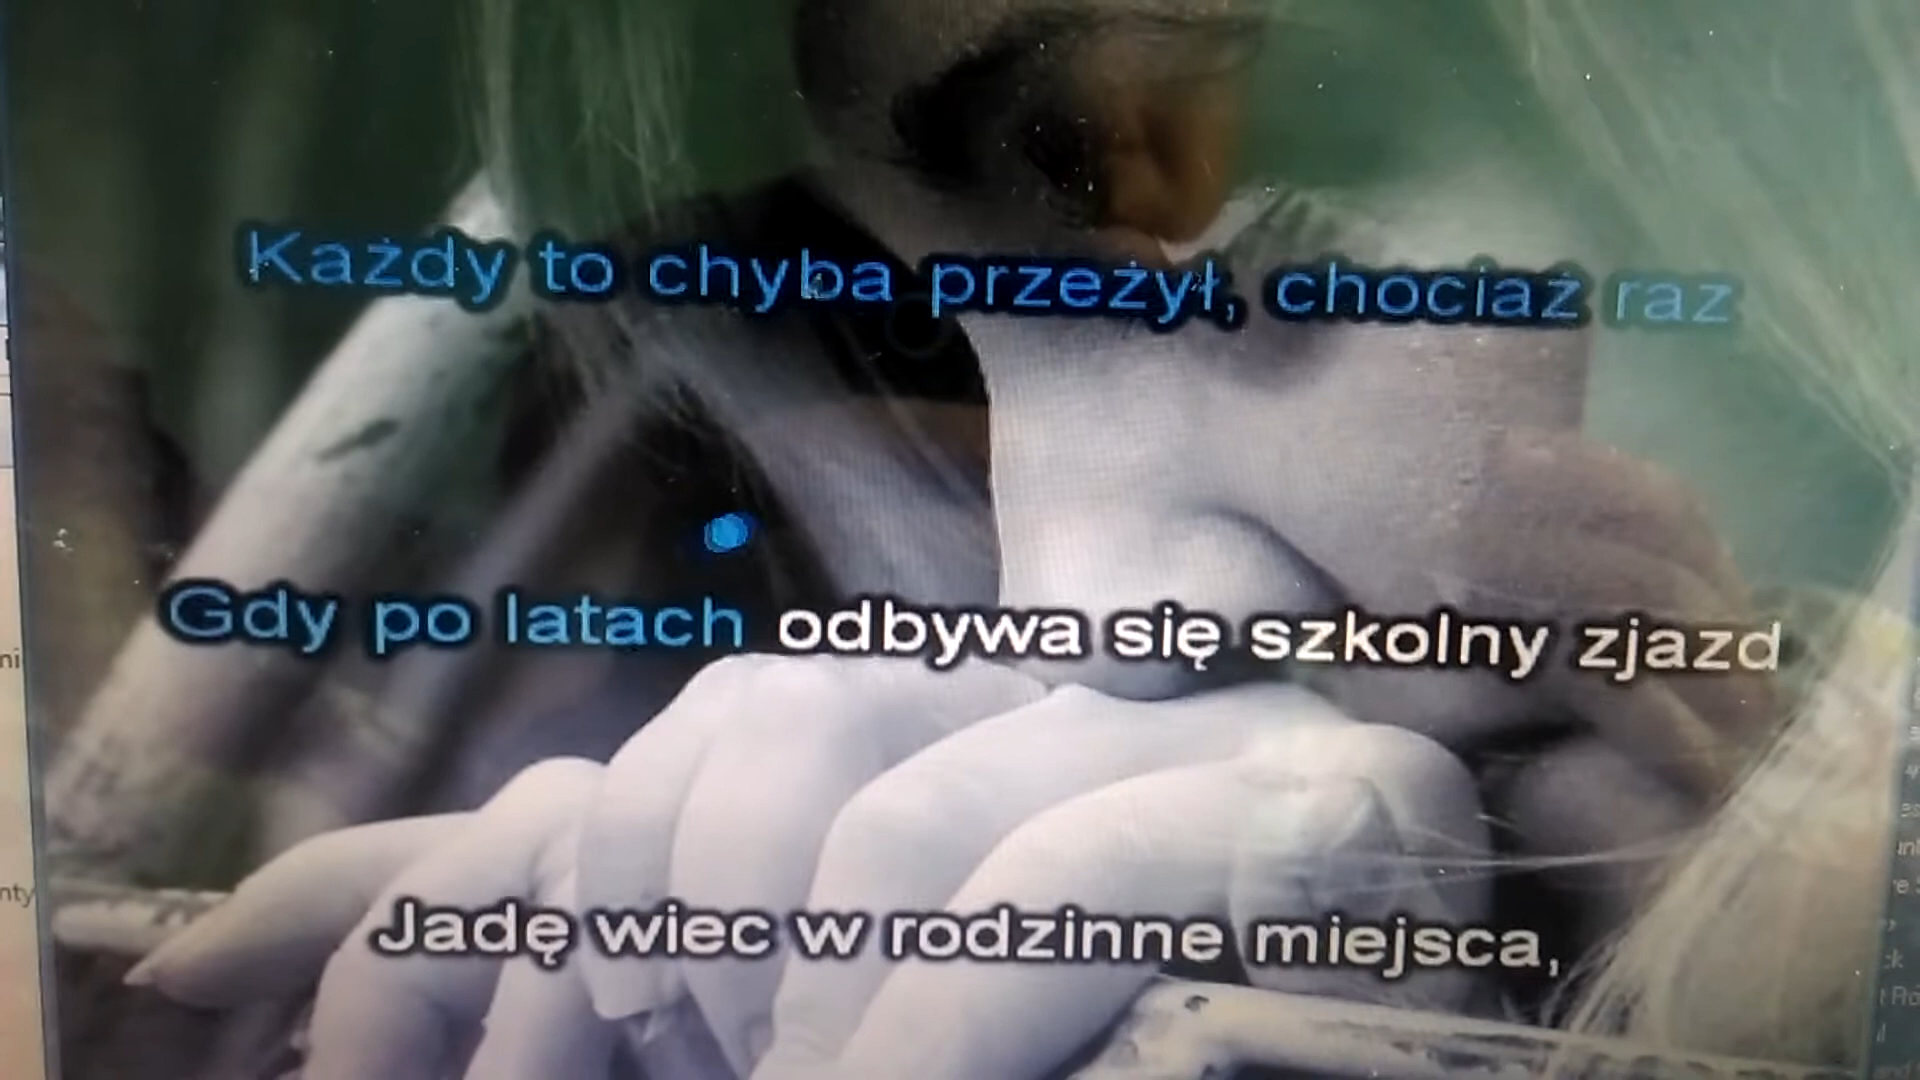 Każdy to chyba przeżył, chociaż raz
Gdy po latach odbywa się szkolny zjazd
Jadę wiec w rodzinne miejsca,